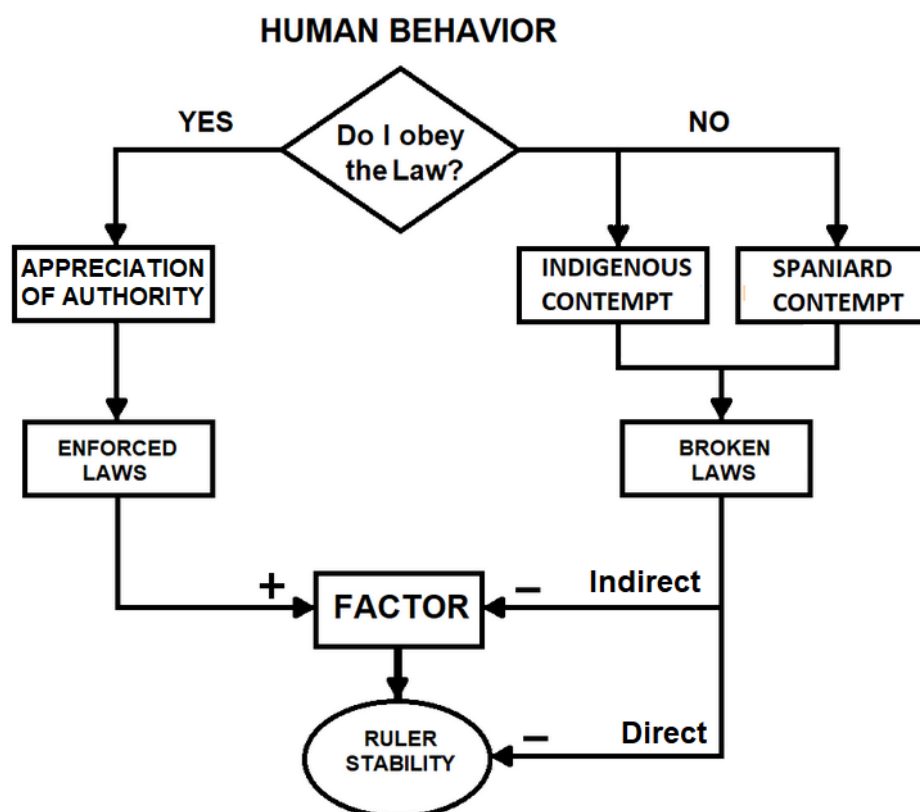 HUMAN BEHAVIOR
YES
Do I obey
the Law?
NO
APPRECIATION
OF AUTHORITY
INDIGENOUS
CONTEMPT
SPANIARD
CONTEMPT
ENFORCED
LAWS
BROKEN
LAWS
+
FACTOR
– Indirect
RULER
STABILITY
– Direct